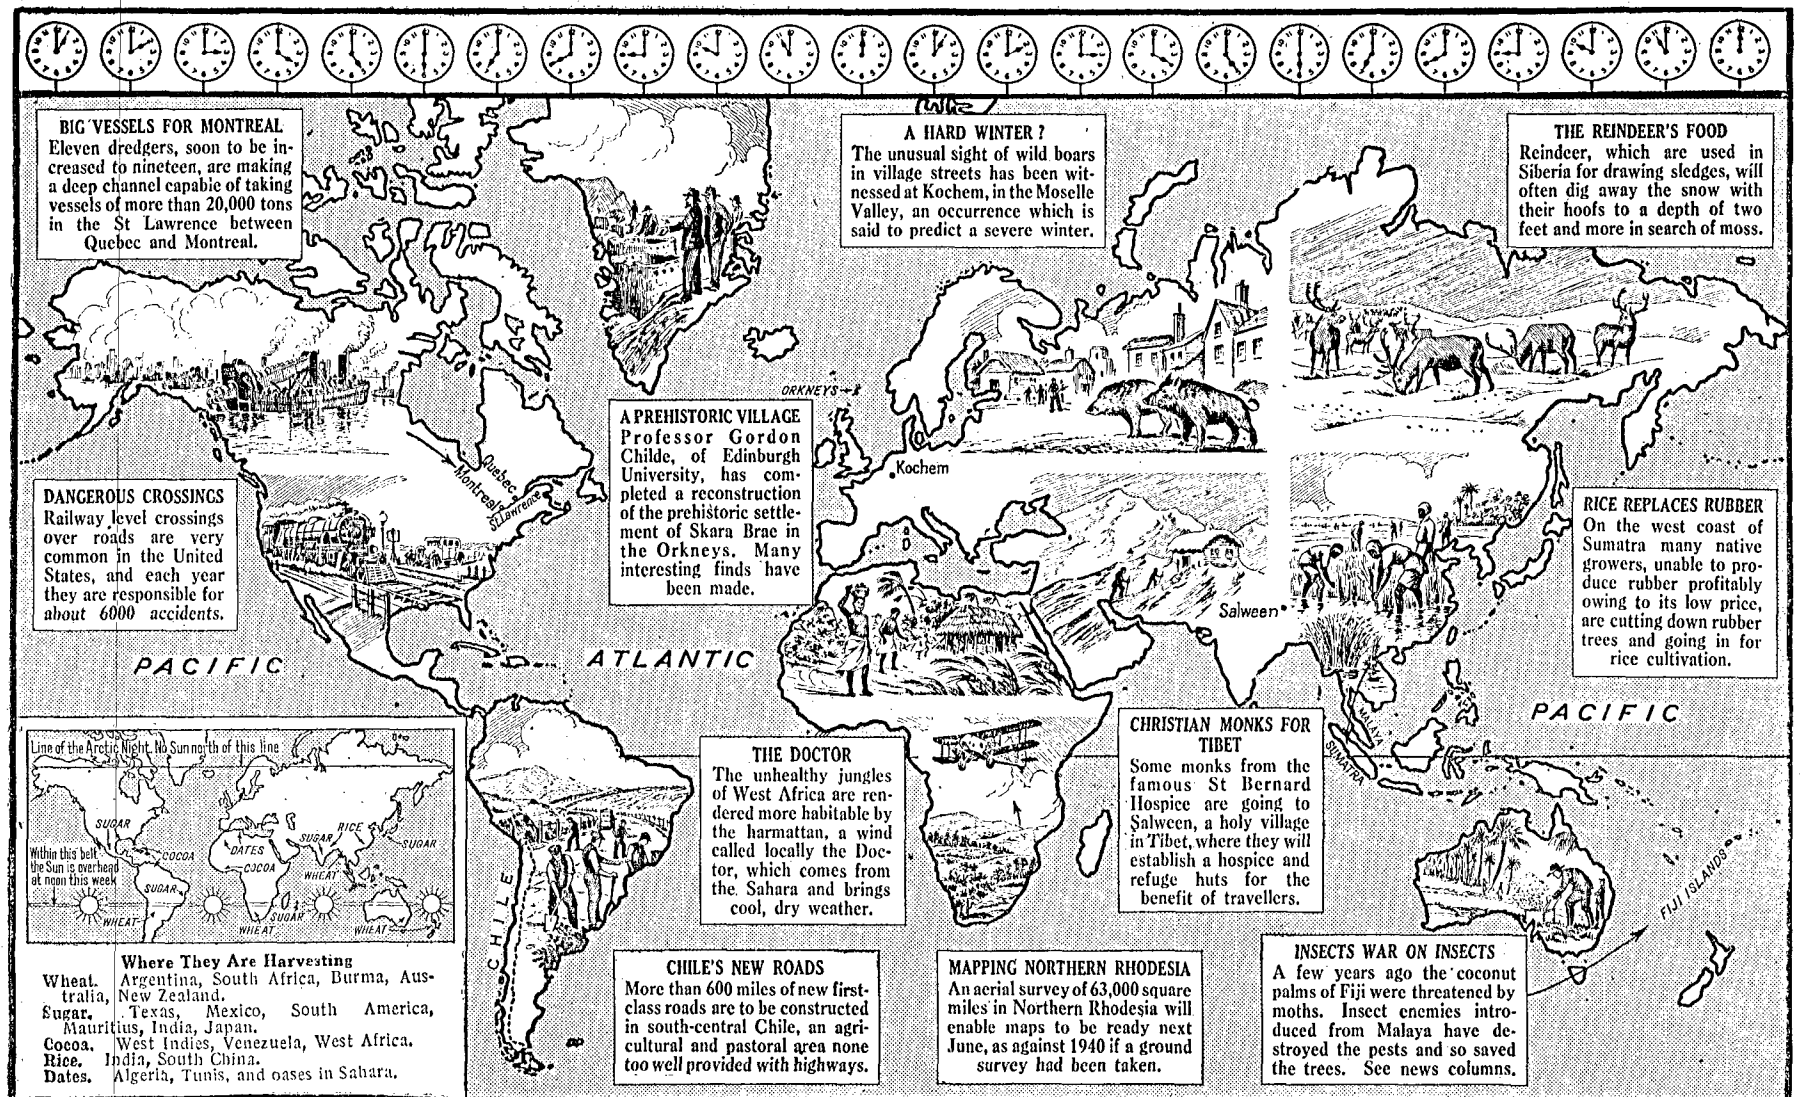 BIG VESSELS FOR MONTREAL
Eleven dredgers, soon to be in-
creased to nineteen, are making
a deep channel capable of taking
vessels of more than 20,000 tons
in the St Lawrence between
Quebec and Montreal.
A HARD WINTER ?
The unusual sight of wild boars
in village streets has been wit-
nessed at Kochem, in the Moselle
Valley, an occurrence which is
said to predict a severe winter.
THE REINDEER'S FOOD
Reindeer, which are used in
Siberia for drawing sledges, will
often dig away the snow with
their hoofs to a depth of two
feet and more in search of moss.
ORKNEYS
A PREHISTORIC VILLAGE
Professor Gordon
Childe, of Edinburgh
University, has com-
pleted a reconstruction
of the prehistoric settle-
ment of Skara Brae in
the Orkneys. Many
interesting finds have
been made.
Kochem
Quebec
Montreal
St Lawrence
DANGEROUS CROSSINGS
Railway level crossings
over roads are very
common in the United
States, and each year
they are responsible for
about 6000 accidents.
RICE REPLACES RUBBER
On the west coast of
Sumatra many native
growers, unable to pro-
duce rubber profitably
owing to its low price,
are cutting down rubber
trees and going in for
rice cultivation.
Salween
PACIFIC
ATLANTIC
PACIFIC
MALAYA
SUMATRA
CHRISTIAN MONKS FOR
TIBET
Some monks from the
famous St Bernard
Hospice are going to
Salween, a holy village
in Tibet, where they will
establish a hospice and
refuge huts for the
benefit of travellers.
THE DOCTOR
The unhealthy jungles
of West Africa are ren-
dered more habitable by
the harmattan, a wind
called locally the Doc-
tor, which comes from
the Sahara and brings
cool, dry weather.
Line of the Arctic Night. No Sun north of this line
SUGAR
RICE
SUGAR
SUGAR
DATES
COCOA
COCOA
WHEAT
Within this belt
the Sun is overhead
at noon this week
SUGAR
SUGAR
WHEAT
WHEAT
WHEAT
CHILE
FIJI ISLANDS
Where They Are Harvesting
Wheat. Argentina, South Africa, Burma, Aus-
tralia, New Zealand.
Sugar. Texas, Mexico, South America,
Mauritius, India, Japan.
Cocoa. West Indies, Venezuela, West Africa.
Rice. India, South China.
Dates. Algeria, Tunis, and oases in Sahara.
CHILE'S NEW ROADS
More than 600 miles of new first-
class roads are to be constructed
in south-central Chile, an agri-
cultural and pastoral area none
too well provided with highways.
MAPPING NORTHERN RHODESIA
An aerial survey of 63,000 square
miles in Northern Rhodesia will
enable maps to be ready next
June, as against 1940 if a ground
survey had been taken.
INSECTS WAR ON INSECTS
A few years ago the coconut
palms of Fiji were threatened by
moths. Insect enemies intro-
duced from Malaya have de-
stroyed the pests and so saved
the trees. See news columns.